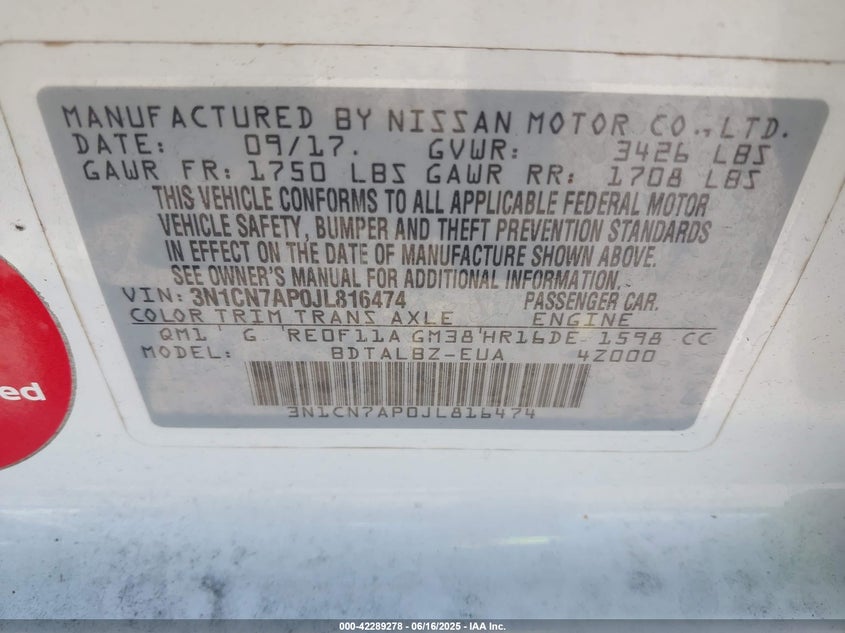 MANUFACTURED BY NISSAN MOTOR CO., LTD.
DATE: 09/17. GVWR: 3426 LBS
GAWR FR: 1750 LBS GAWR RR: 1708 LBS
THIS VEHICLE CONFORMS TO ALL APPLICABLE FEDERAL MOTOR
VEHICLE SAFETY, BUMPER AND THEFT PREVENTION STANDARDS
IN EFFECT ON THE DATE OF MANUFACTURE SHOWN ABOVE.
SEE OWNER'S MANUAL FOR ADDITIONAL INFORMATION.
VIN: 3N1CN7AP0JL816474 PASSENGER CAR.
COLOR TRIM TRANS AXLE ENGINE
QM1 G RE0F11A GM38 HR16DE 1598 CC
MODEL: BDTALBZ-EUA 4Z000
3N1CN7AP0JL816474
ed
000-42289278 - 06/16/2025 - IAA Inc.